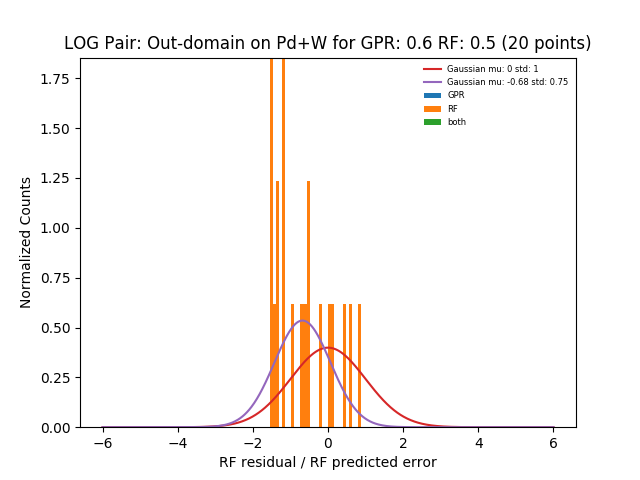 LOG Pair: Out-domain on Pd+W for GPR: 0.6 RF: 0.5 (20 points)
Gaussian mu: 0 std: 1
Gaussian mu: -0.68 std: 0.75
GPR
RF
both
Normalized Counts
1.75
1.50
1.25
1.00
0.75
0.50
0.25
0.00
−6 −4 −2 0 2 4 6
RF residual / RF predicted error